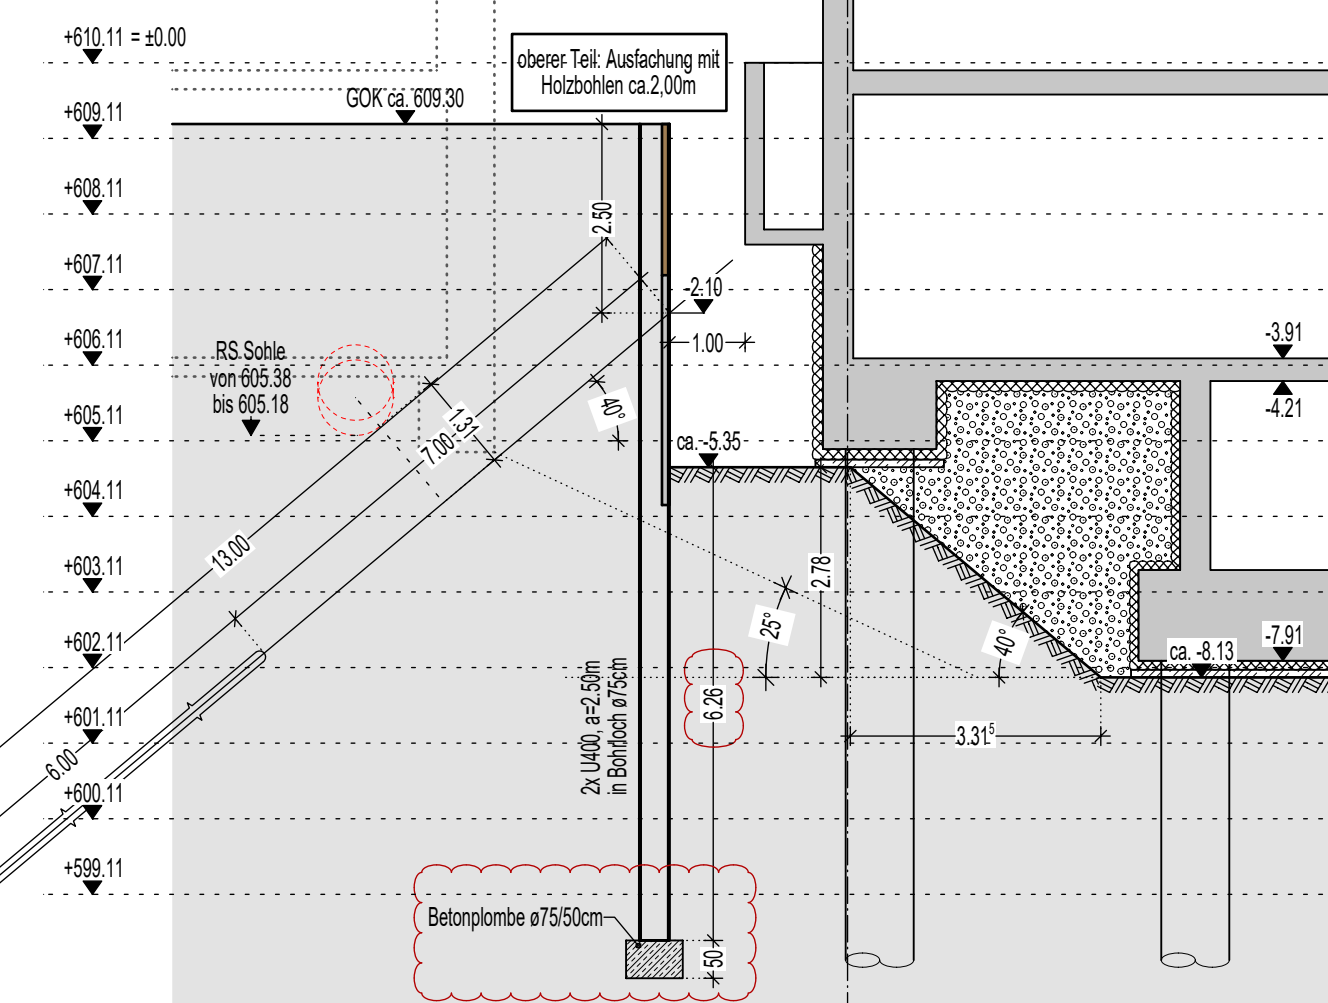 +610.11 = ±0.00
oberer Teil: Ausfachung mit
Holzbohlen ca.2,00m
GOK ca. 609.30
+609.11
+608.11
2.50
+607.11
-2.10
+606.11
1.00
-3.91
RS Sohle
von 605.38
bis 605.18
-4.21
40°
1.31
7.00
+605.11
ca. -5.35
+604.11
13.00
+603.11
2.78
25°
40°
+602.11
ca. -8.13
-7.91
2x U400, a=2.50m
in Bohrloch ø75cm
6.26
+601.11
3.31⁵
6.00
+600.11
+599.11
Betonplombe ø75/50cm
50